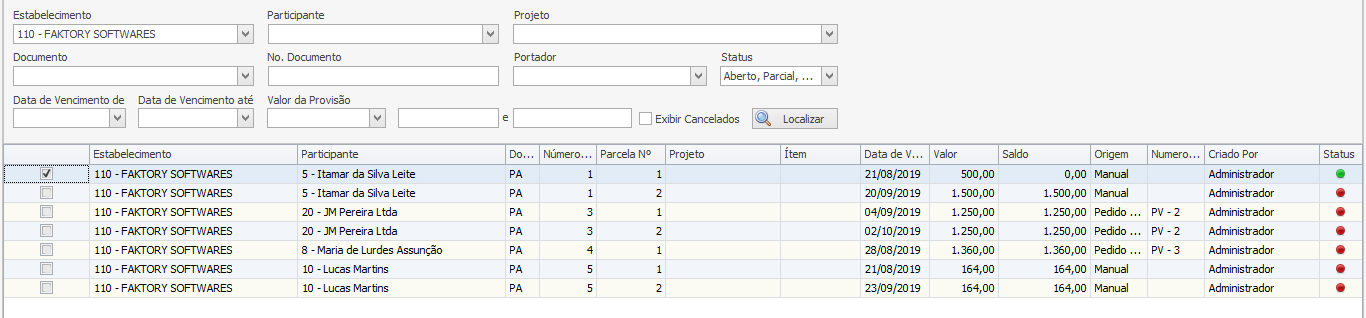 Estabelecimento Participante Projeto
110 - FAKTORY SOFTWARES
Documento No. Documento Portador Status
Aberto, Parcial, ...
Data de Vencimento de Data de Vencimento até Valor da Provisão
e Exibir Cancelados Localizar
Estabelecimento Participante Do... Número... Parcela Nº Projeto Ítem Data de V... Valor Saldo Origem Numero... Criado Por Status
110 - FAKTORY SOFTWARES 5 - Itamar da Silva Leite PA 1 1 21/08/2019 500,00 0,00 Manual Administrador
110 - FAKTORY SOFTWARES 5 - Itamar da Silva Leite PA 1 2 20/09/2019 1.500,00 1.500,00 Manual Administrador
110 - FAKTORY SOFTWARES 20 - JM Pereira Ltda PA 3 1 04/09/2019 1.250,00 1.250,00 Pedido ... PV - 2 Administrador
110 - FAKTORY SOFTWARES 20 - JM Pereira Ltda PA 3 2 02/10/2019 1.250,00 1.250,00 Pedido ... PV - 2 Administrador
110 - FAKTORY SOFTWARES 8 - Maria de Lurdes Assunção PA 4 1 28/08/2019 1.360,00 1.360,00 Pedido ... PV - 3 Administrador
110 - FAKTORY SOFTWARES 10 - Lucas Martins PA 5 1 21/08/2019 164,00 164,00 Manual Administrador
110 - FAKTORY SOFTWARES 10 - Lucas Martins PA 5 2 23/09/2019 164,00 164,00 Manual Administrador